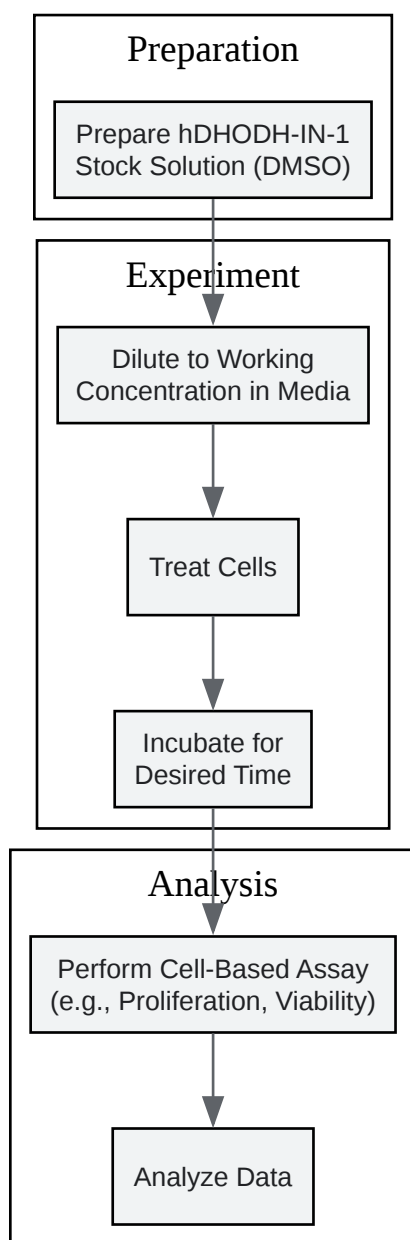 Preparation
Prepare hDHODH-IN-1
Stock Solution (DMSO)
Experiment
Dilute to Working
Concentration in Media
Treat Cells
Incubate for
Desired Time
Analysis
Perform Cell-Based Assay
(e.g., Proliferation, Viability)
Analyze Data